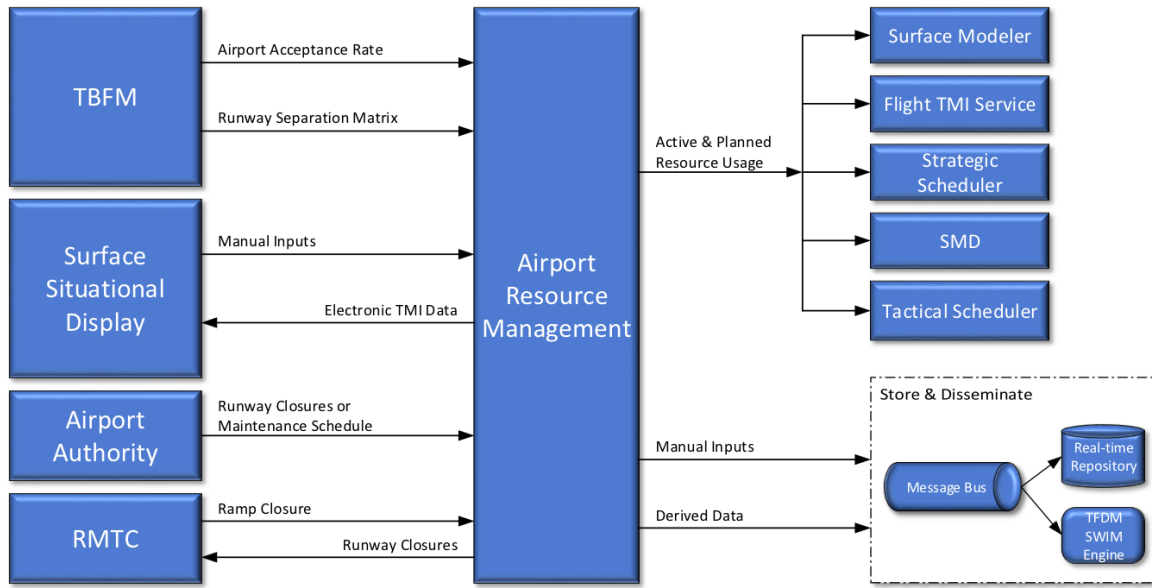 TBFM
Airport Acceptance Rate
Runway Separation Matrix
Surface
Situational
Display
Manual Inputs
Electronic TMI Data
Airport
Authority
Runway Closures or
Maintenance Schedule
RMTC
Ramp Closure
Runway Closures
Airport
Resource
Management
Active & Planned
Resource Usage
Surface Modeler
Flight TMI Service
Strategic
Scheduler
SMD
Tactical Scheduler
Manual Inputs
Derived Data
Store & Disseminate
Message Bus
Real-time
Repository
TFDM
SWIM
Engine